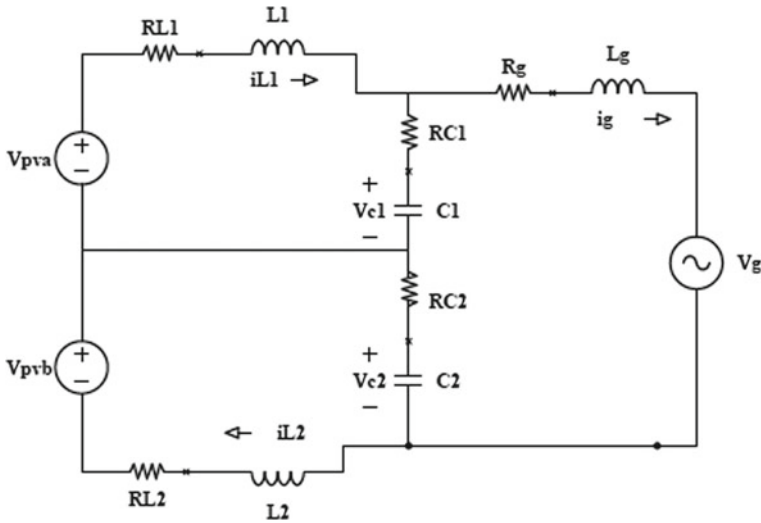 L1
RL1
iL1
Rg
Lg
ig
RC1
Vpva
+
−
+
Vc1
C1
−
Vg
RC2
Vpvb
+
−
+
Vc2
C2
−
iL2
RL2
L2